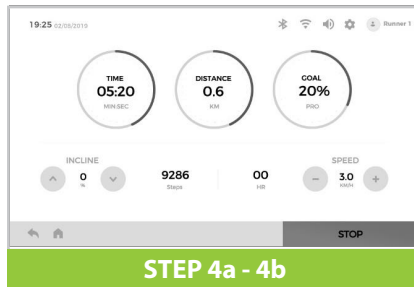 19:25 02/05/2019
Runner 1
TIME
05:20
MIN:SEC
DISTANCE
0.6
KM
GOAL
20%
PRO
INCLINE
0
%
9286
Steps
00
HR
SPEED
3.0
KM/H
STOP
STEP 4a - 4b